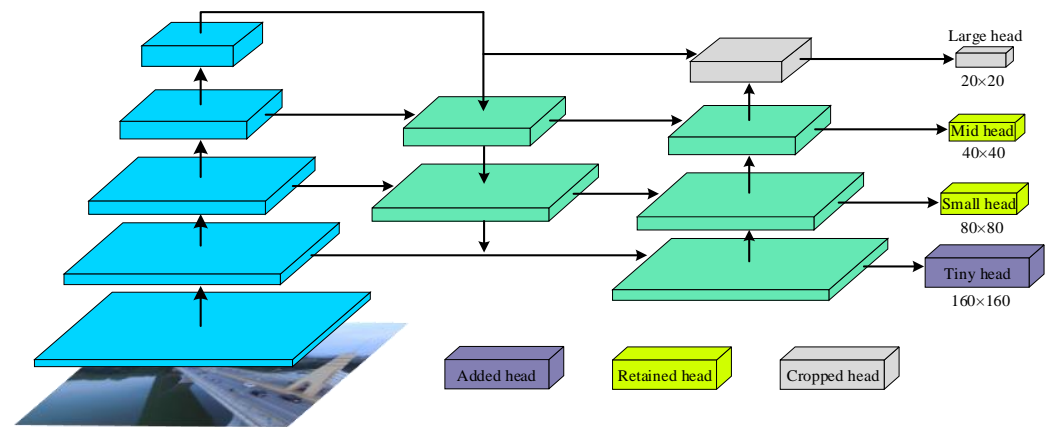 Large head
20×20
Mid head
40×40
Small head
80×80
Tiny head
160×160
Added head
Retained head
Cropped head